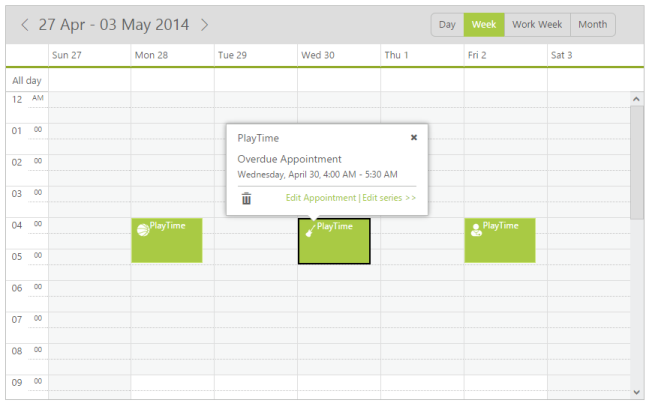 27 Apr - 03 May 2014
Day Week Work Week Month
Sun 27 Mon 28 Tue 29 Wed 30 Thu 1 Fri 2 Sat 3
All day
12 AM
01 00
02 00
03 00
04 00
05 00
06 00
07 00
08 00
09 00
PlayTime
Overdue Appointment
Wednesday, April 30, 4:00 AM - 5:30 AM
Edit Appointment | Edit series >>
PlayTime
PlayTime
PlayTime